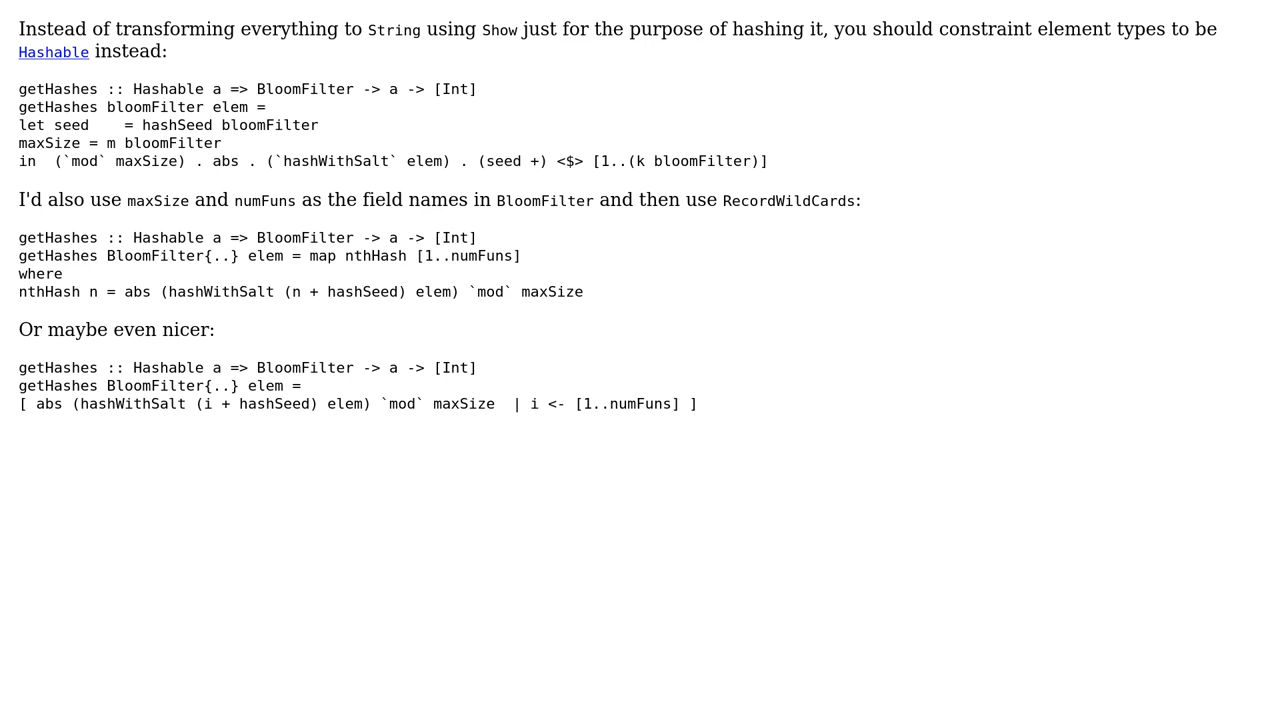 Instead of transforming everything to String using Show just for the purpose of hashing it, you should constraint element types to be
Hashable instead:
getHashes :: Hashable a => BloomFilter -> a -> [Int]
getHashes bloomFilter elem =
let seed    = hashSeed bloomFilter
maxSize = m bloomFilter
in  (`mod` maxSize) . abs . (`hashWithSalt` elem) . (seed +) <$> [1..(k bloomFilter)]
I'd also use maxSize and numFuns as the field names in BloomFilter and then use RecordWildCards:
getHashes :: Hashable a => BloomFilter -> a -> [Int]
getHashes BloomFilter{..} elem = map nthHash [1..numFuns]
where
nthHash n = abs (hashWithSalt (n + hashSeed) elem) `mod` maxSize
Or maybe even nicer:
getHashes :: Hashable a => BloomFilter -> a -> [Int]
getHashes BloomFilter{..} elem =
[ abs (hashWithSalt (i + hashSeed) elem) `mod` maxSize  | i <- [1..numFuns] ]